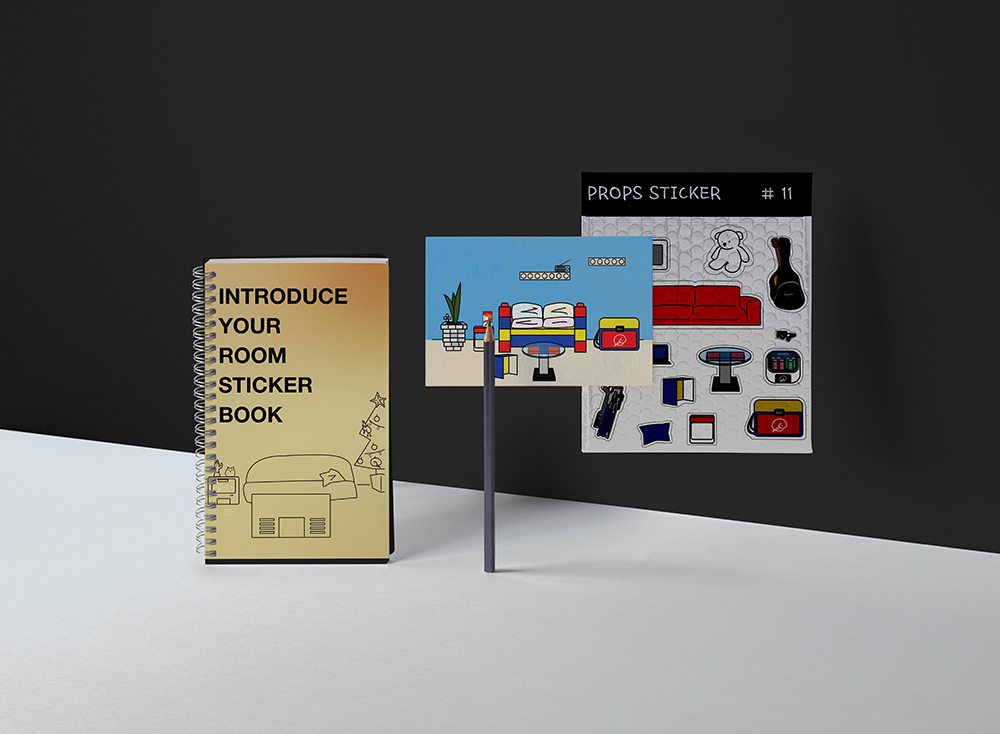 INTRODUCE
YOUR
ROOM
STICKER
BOOK
PROPS STICKER # 11